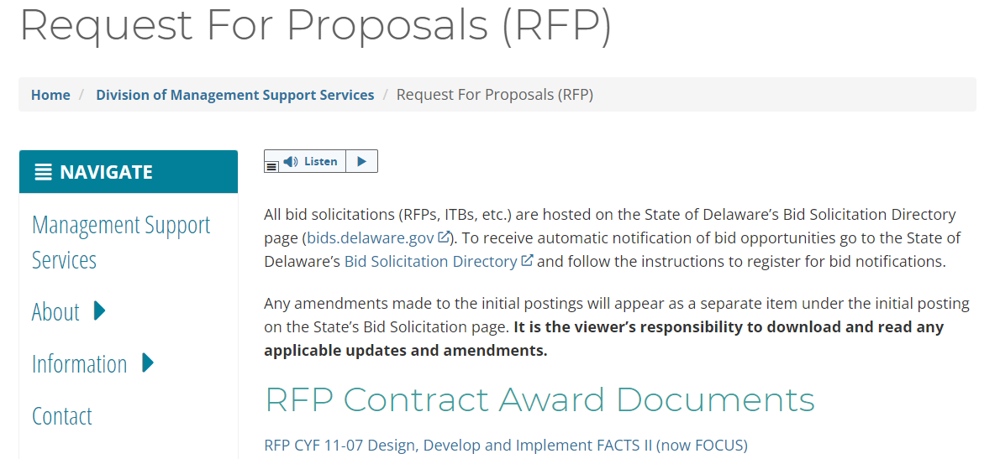 Request For Proposals (RFP)
Home / Division of Management Support Services / Request For Proposals (RFP)
NAVIGATE
Management Support
Services
About
Information
Contact
Listen
All bid solicitations (RFPs, ITBs, etc.) are hosted on the State of Delaware’s Bid Solicitation Directory
page (bids.delaware.gov). To receive automatic notification of bid opportunities go to the State of
Delaware’s Bid Solicitation Directory and follow the instructions to register for bid notifications.
Any amendments made to the initial postings will appear as a separate item under the initial posting
on the State’s Bid Solicitation page. It is the viewer’s responsibility to download and read any
applicable updates and amendments.
RFP Contract Award Documents
RFP CYF 11-07 Design, Develop and Implement FACTS II (now FOCUS)